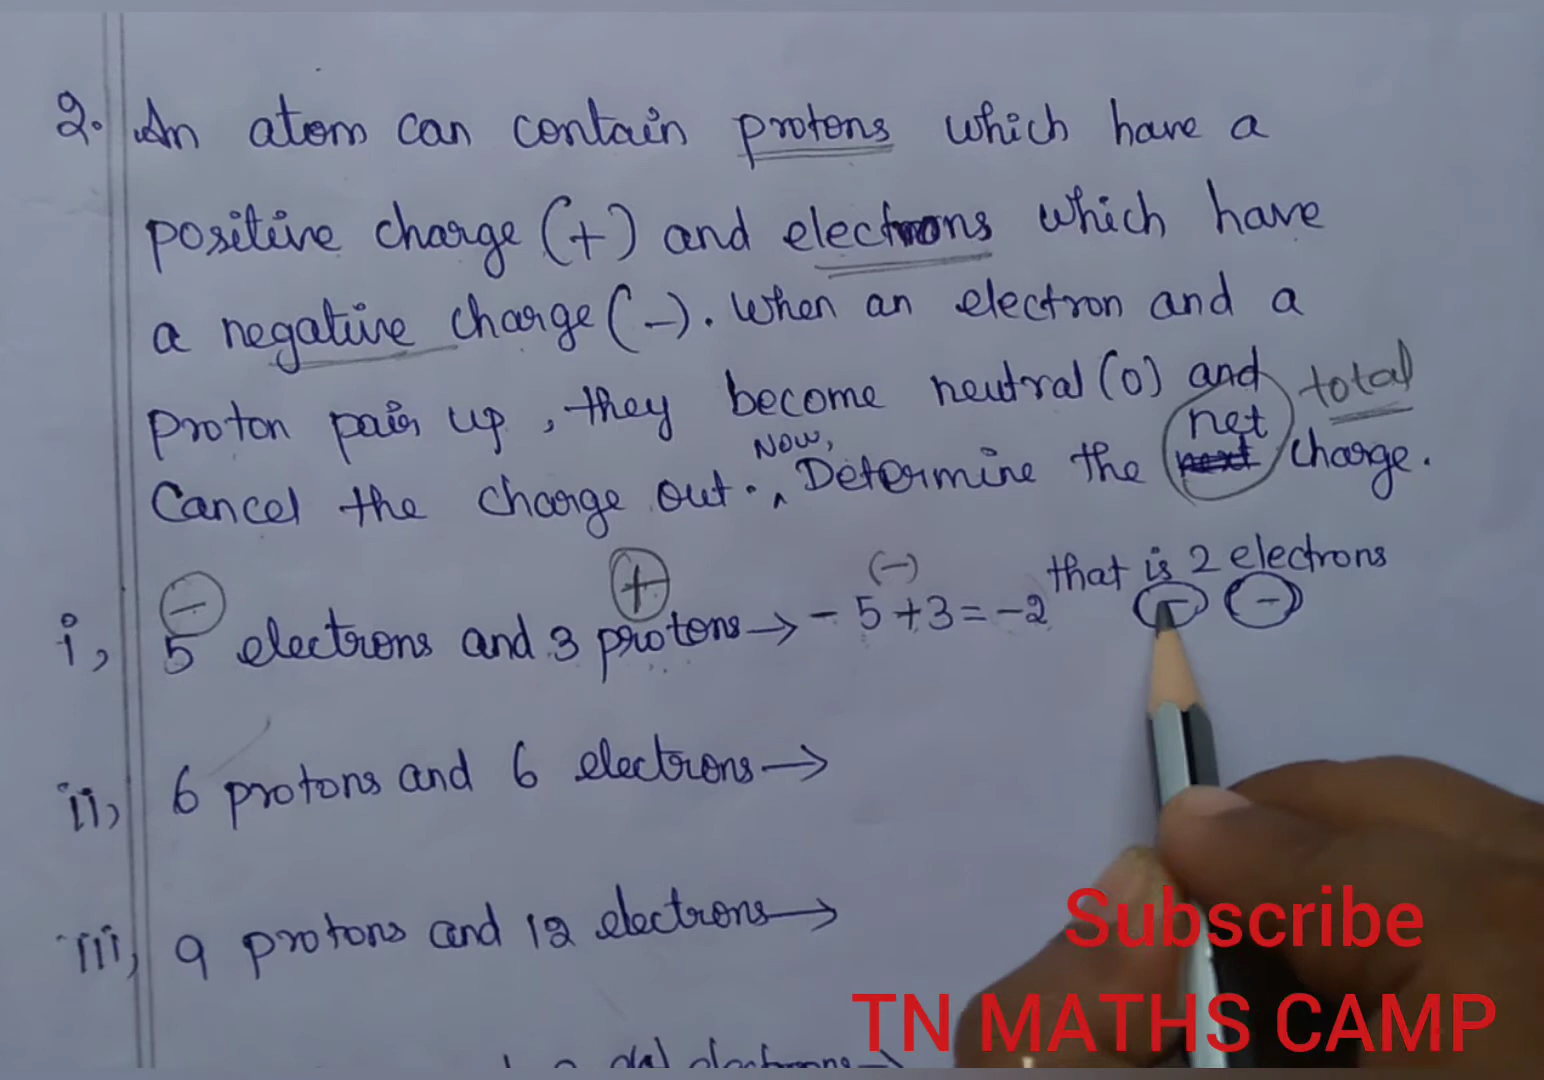 2. An atom can contain protons which have a
positive charge (+) and electrons which have
a negative charge (-). When an electron and a
proton pair up, they become neutral (0) and total
net
Now,
Cancel the charge out. ^ Determine the charge.
(-) that is 2 electrons
- +
i, 5 electrons and 3 protons → - 5 + 3 = -2 - -
ii, 6 protons and 6 electrons →
iii, 9 protons and 12 electrons →
electrons →
Subscribe
TN MATHS CAMP